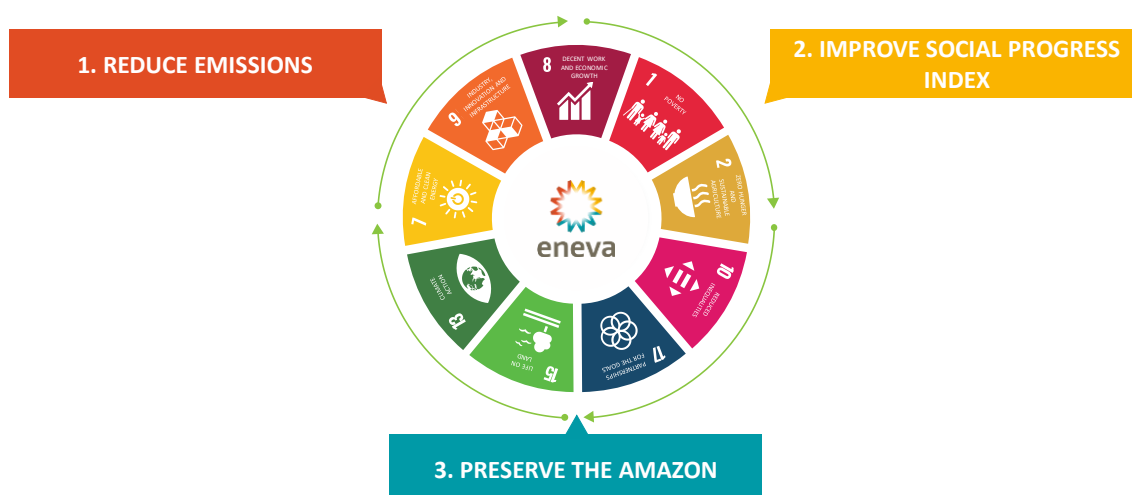 1. REDUCE EMISSIONS
2. IMPROVE SOCIAL PROGRESS
INDEX
8
DECENT WORK
AND ECONOMIC
GROWTH
1
NO
POVERTY
2
ZERO HUNGER
AND
SUSTAINABLE
AGRICULTURE
10
REDUCED
INEQUALITIES
17
PARTNERSHIPS
FOR THE GOALS
15
LIFE ON
LAND
13
CLIMATE
ACTION
7
AFFORDABLE
AND CLEAN
ENERGY
9
INDUSTRY,
INNOVATION AND
INFRASTRUCTURE
eneva
3. PRESERVE THE AMAZON